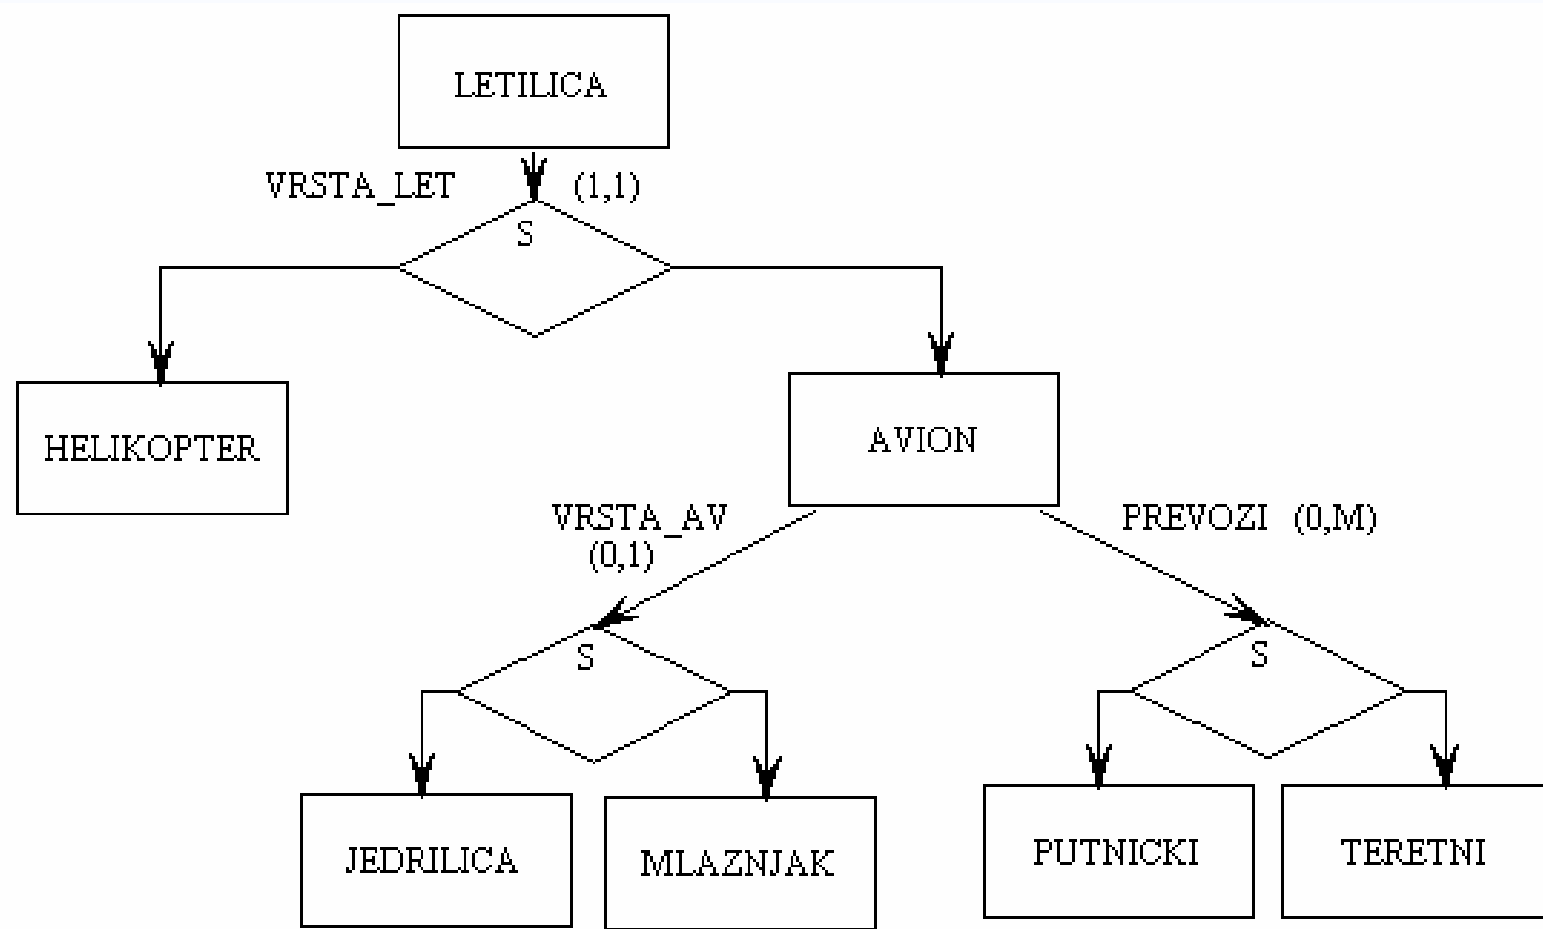 LETILICA
VRSTA_LET (1,1)
S
HELIKOPTER
AVION
VRSTA_AV
(0,1)
PREVOZI (0,M)
S
S
JEDRILICA
MLAZNJAK
PUTNICKI
TERETNI